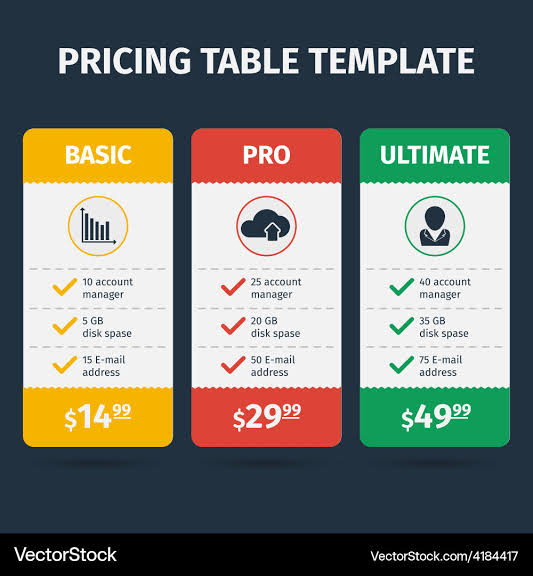 PRICING TABLE TEMPLATE
BASIC
10 account
manager
5 GB
disk spase
15 E-mail
address
$14.99
PRO
25 account
manager
20 GB
disk spase
50 E-mail
address
$29.99
ULTIMATE
40 account
manager
35 GB
disk spase
75 E-mail
address
$49.99
VectorStock
VectorStock.com/4184417